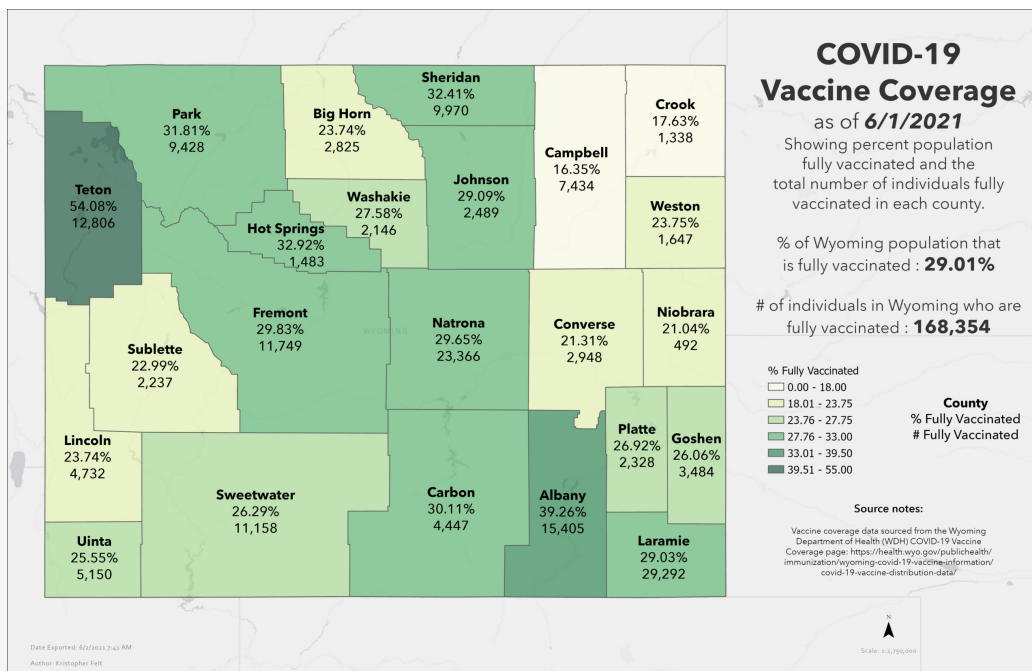 COVID-19
Vaccine Coverage
as of 6/1/2021
Showing percent population
fully vaccinated and the
total number of individuals fully
vaccinated in each county.
% of Wyoming population that
is fully vaccinated : 29.01%
# of individuals in Wyoming who are
fully vaccinated : 168,354
% Fully Vaccinated
0.00 - 18.00
18.01 - 23.75
23.76 - 27.75
27.76 - 33.00
33.01 - 39.50
39.51 - 55.00
County
% Fully Vaccinated
# Fully Vaccinated
Source notes:
Vaccine coverage data sourced from the Wyoming
Department of Health (WDH) COVID-19 Vaccine
Coverage page: https://health.wyo.gov/publichealth/
immunization/wyoming-covid-19-vaccine-information/
covid-19-vaccine-distribution-data/
N
Scale: 1:2,750,000
Park
31.81%
9,428
Big Horn
23.74%
2,825
Sheridan
32.41%
9,970
Campbell
16.35%
7,434
Crook
17.63%
1,338
Teton
54.08%
12,806
Washakie
27.58%
2,146
Johnson
29.09%
2,489
Weston
23.75%
1,647
Hot Springs
32.92%
1,483
Fremont
29.83%
11,749
WYOMING
Natrona
29.65%
23,366
Converse
21.31%
2,948
Niobrara
21.04%
492
Sublette
22.99%
2,237
Lincoln
23.74%
4,732
Platte
26.92%
2,328
Goshen
26.06%
3,484
Sweetwater
26.29%
11,158
Carbon
30.11%
4,447
Albany
39.26%
15,405
Uinta
25.55%
5,150
Laramie
29.03%
29,292
Date Exported: 6/2/2021 7:42 AM
Author: Kristopher Felt